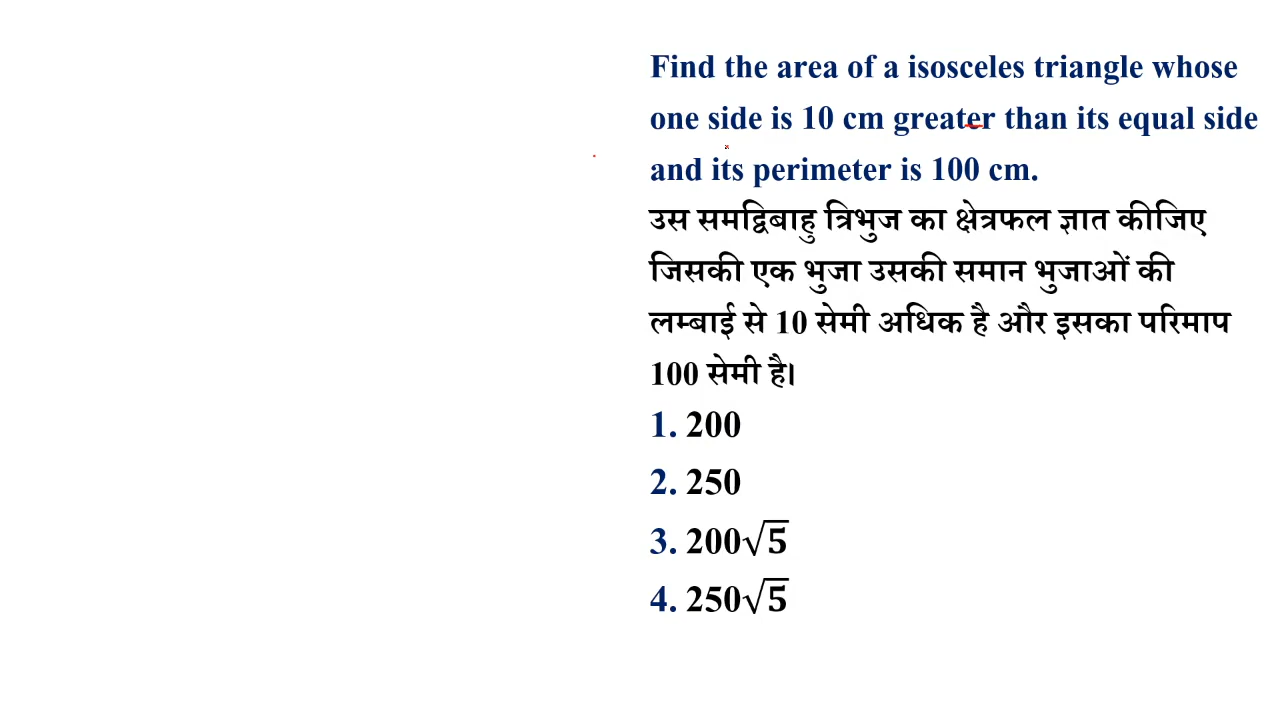 Find the area of a isosceles triangle whose
one side is 10 cm greater than its equal side
and its perimeter is 100 cm.
उस समद्विबाहु त्रिभुज का क्षेत्रफल ज्ञात कीजिए
जिसकी एक भुजा उसकी समान भुजाओं की
लम्बाई से 10 सेमी अधिक है और इसका परिमाप
100 सेमी है।
1. 200
2. 250
3. 200√5
4. 250√5